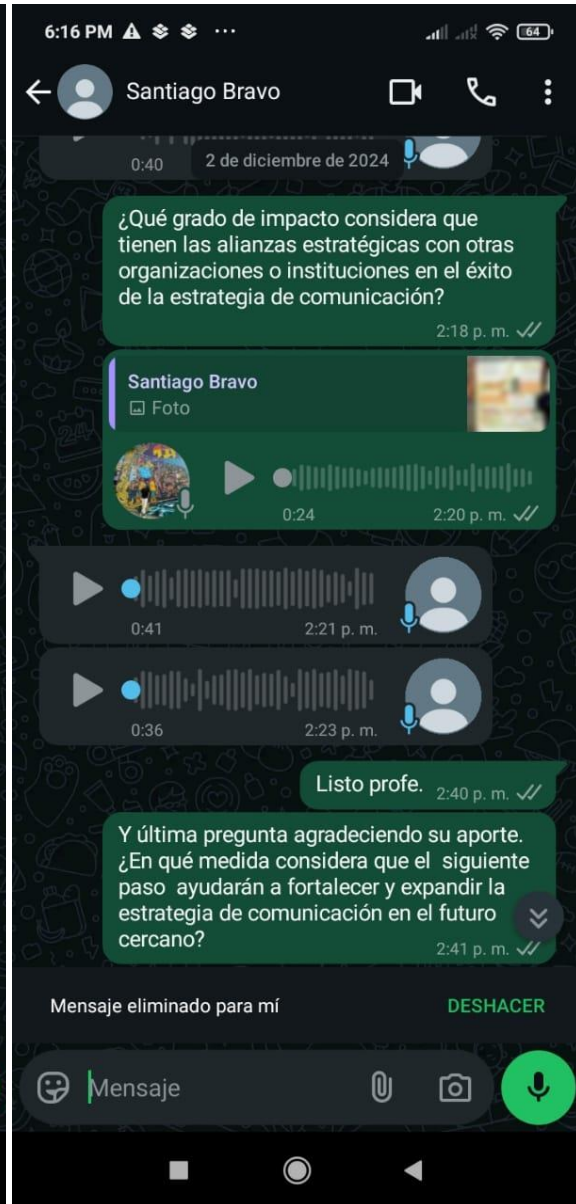 6:16 PM
64
Santiago Bravo
0:40
2 de diciembre de 2024
¿Qué grado de impacto considera que
tienen las alianzas estratégicas con otras
organizaciones o instituciones en el éxito
de la estrategia de comunicación?
2:18 p. m.
Santiago Bravo
Foto
0:24
2:20 p. m.
0:41
2:21 p. m.
0:36
2:23 p. m.
Listo profe.
2:40 p. m.
Y última pregunta agradeciendo su aporte.
¿En qué medida considera que el  siguiente
paso  ayudarán a fortalecer y expandir la
estrategia de comunicación en el futuro
cercano?
2:41 p. m.
Mensaje eliminado para mí
DESHACER
Mensaje